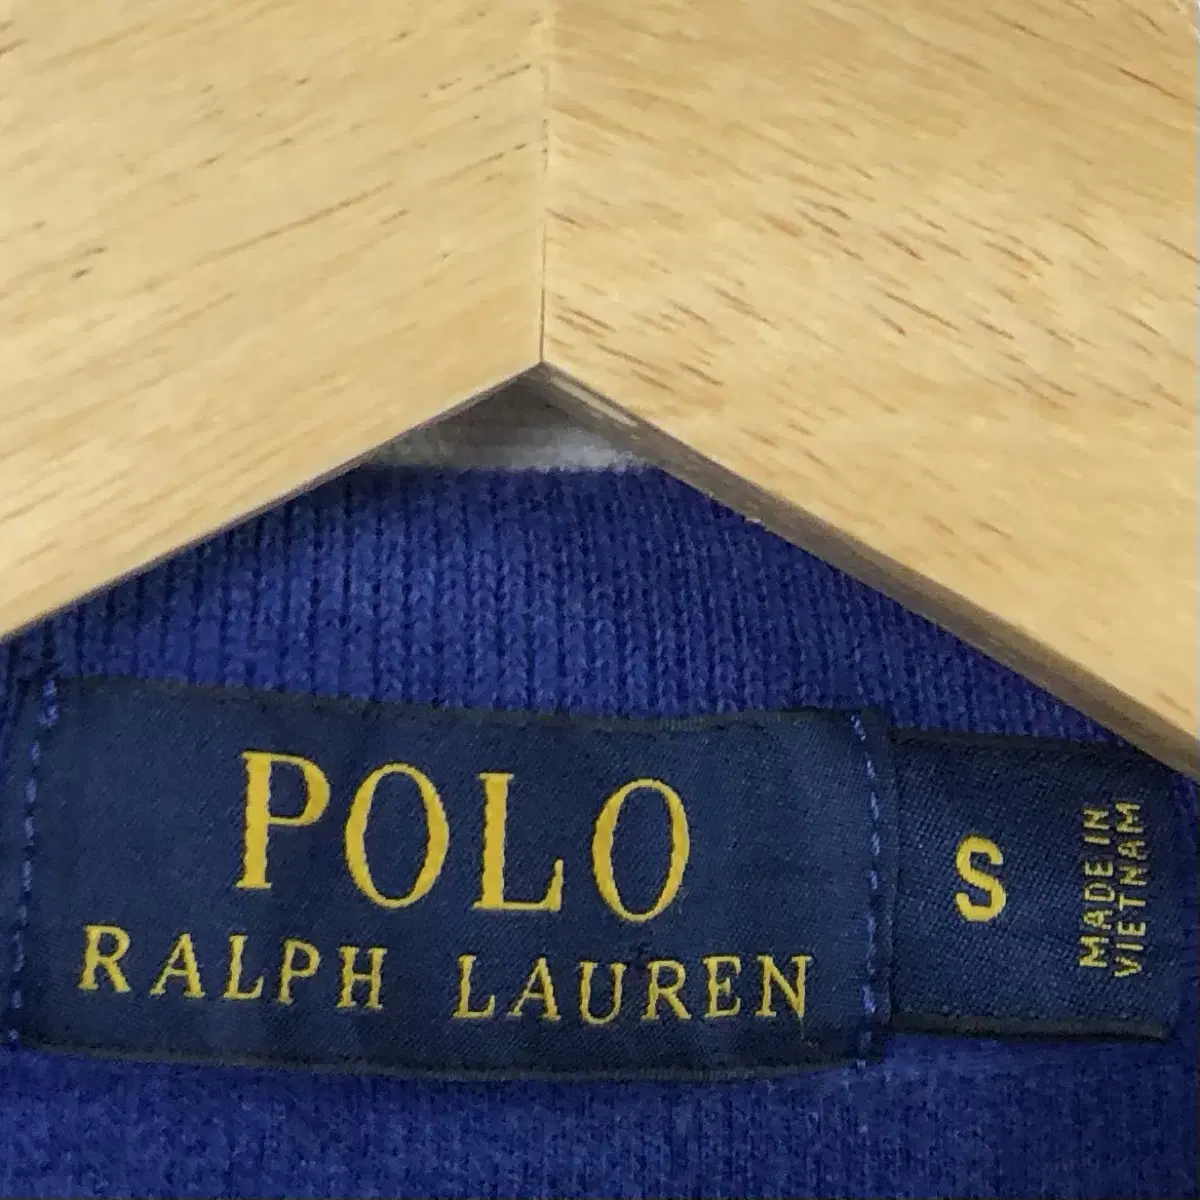 POLO
RALPH LAUREN
S
MADE IN
VIETNAM